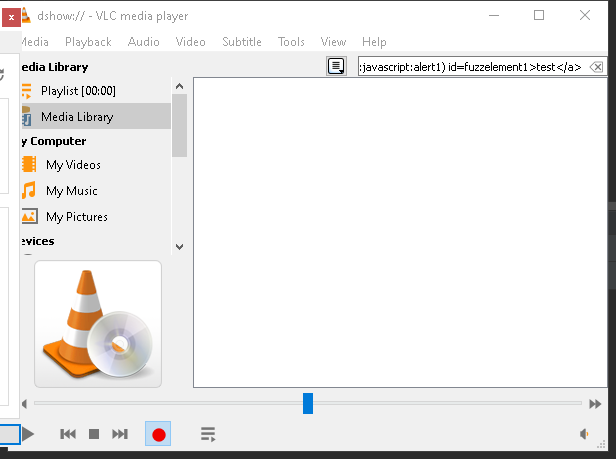 x
dshow:// - VLC media player
Media Playback Audio Video Subtitle Tools View Help
edia Library
:javascript:alert1) id=fuzzelement1>test</a>
Playlist [00:00]
Media Library
y Computer
My Videos
My Music
My Pictures
evices